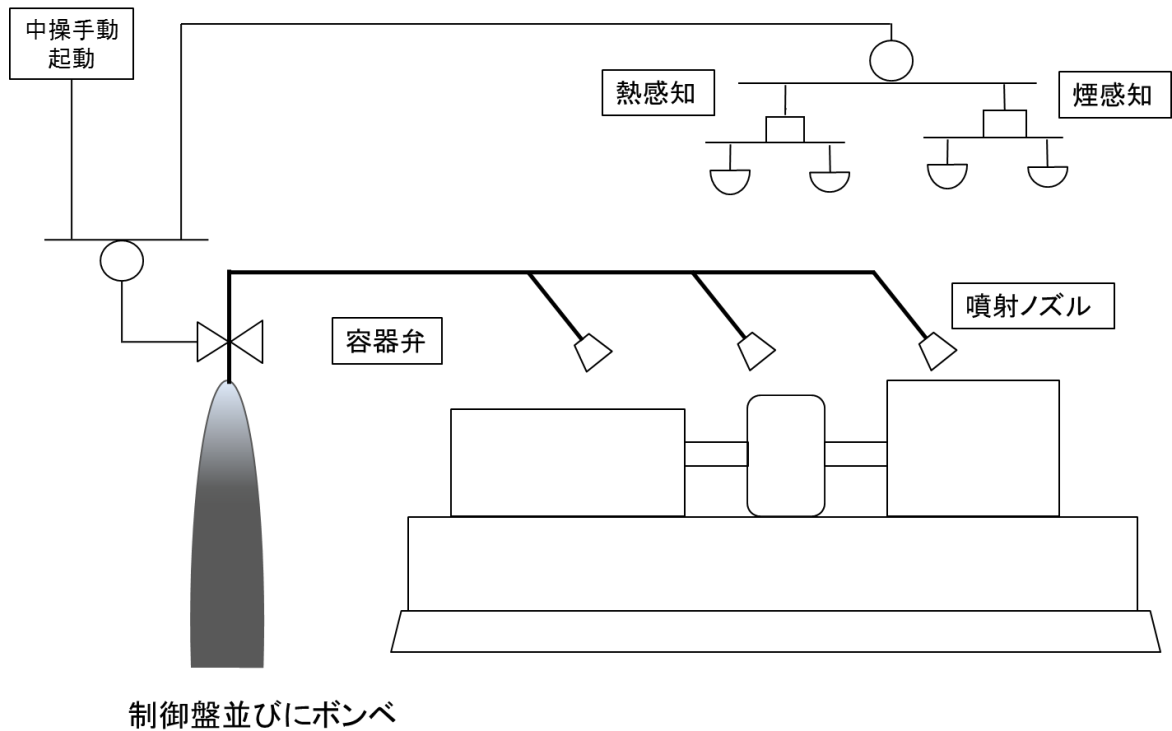 中操手動
起動
熱感知
煙感知
噴射ノズル
容器弁
制御盤並びにボンベ